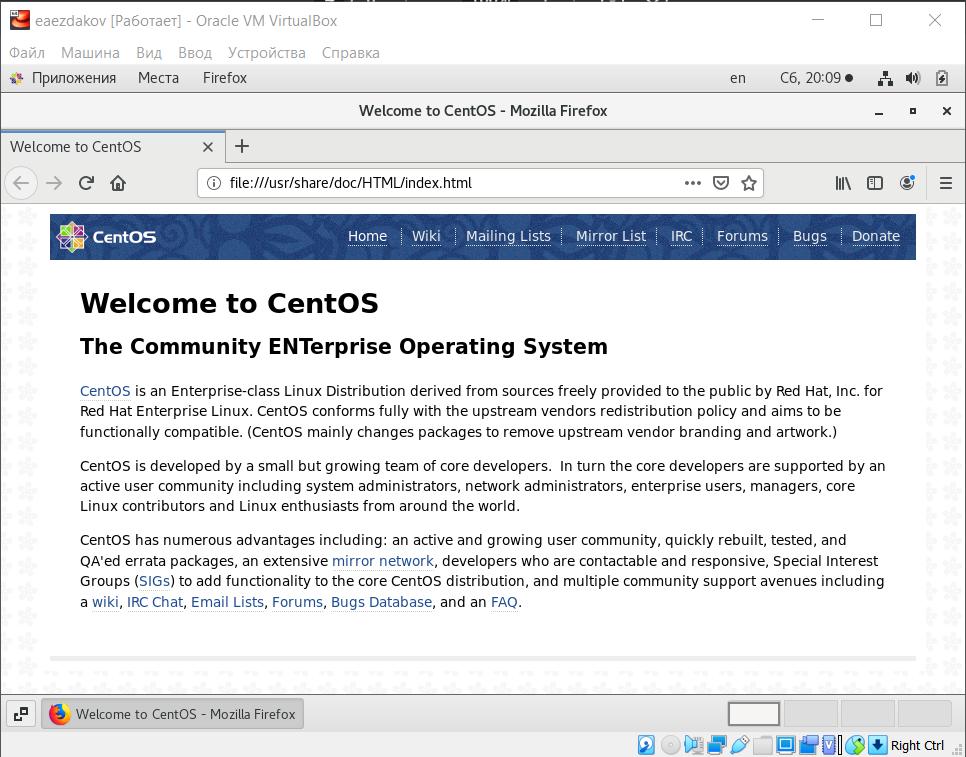 eaezdakov [Работает] - Oracle VM VirtualBox
Файл Машина Вид Ввод Устройства Справка
Приложения Места Firefox en Сб, 20:09
Welcome to CentOS - Mozilla Firefox
Welcome to CentOS
file:///usr/share/doc/HTML/index.html
CentOS Home Wiki Mailing Lists Mirror List IRC Forums Bugs Donate
Welcome to CentOS
The Community ENTerprise Operating System
CentOS is an Enterprise-class Linux Distribution derived from sources freely provided to the public by Red Hat, Inc. for
Red Hat Enterprise Linux. CentOS conforms fully with the upstream vendors redistribution policy and aims to be
functionally compatible. (CentOS mainly changes packages to remove upstream vendor branding and artwork.)
CentOS is developed by a small but growing team of core developers.  In turn the core developers are supported by an
active user community including system administrators, network administrators, enterprise users, managers, core
Linux contributors and Linux enthusiasts from around the world.
CentOS has numerous advantages including: an active and growing user community, quickly rebuilt, tested, and
QA'ed errata packages, an extensive mirror network, developers who are contactable and responsive, Special Interest
Groups (SIGs) to add functionality to the core CentOS distribution, and multiple community support avenues including
a wiki, IRC Chat, Email Lists, Forums, Bugs Database, and an FAQ.
Welcome to CentOS - Mozilla Firefox
Right Ctrl